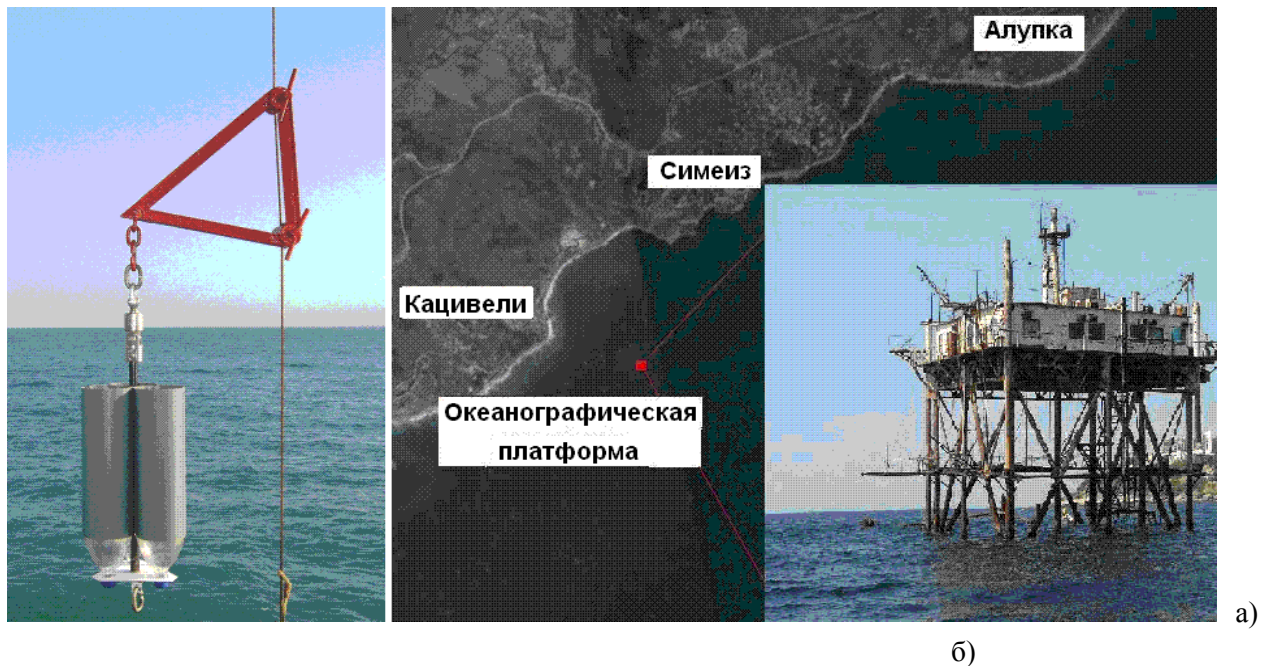 Алупка
Симеиз
Кацивели
Океанографическая
платформа
а)
б)